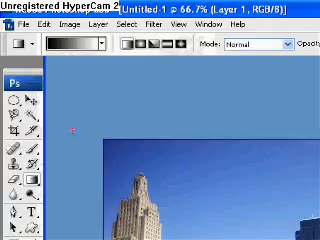 Unregistered HyperCam 2
[Untitled-1 @ 66.7% (Layer 1, RGB/8)]
File Edit Image Layer Select Filter View Window Help
Mode: Normal Opacity
Ps
T